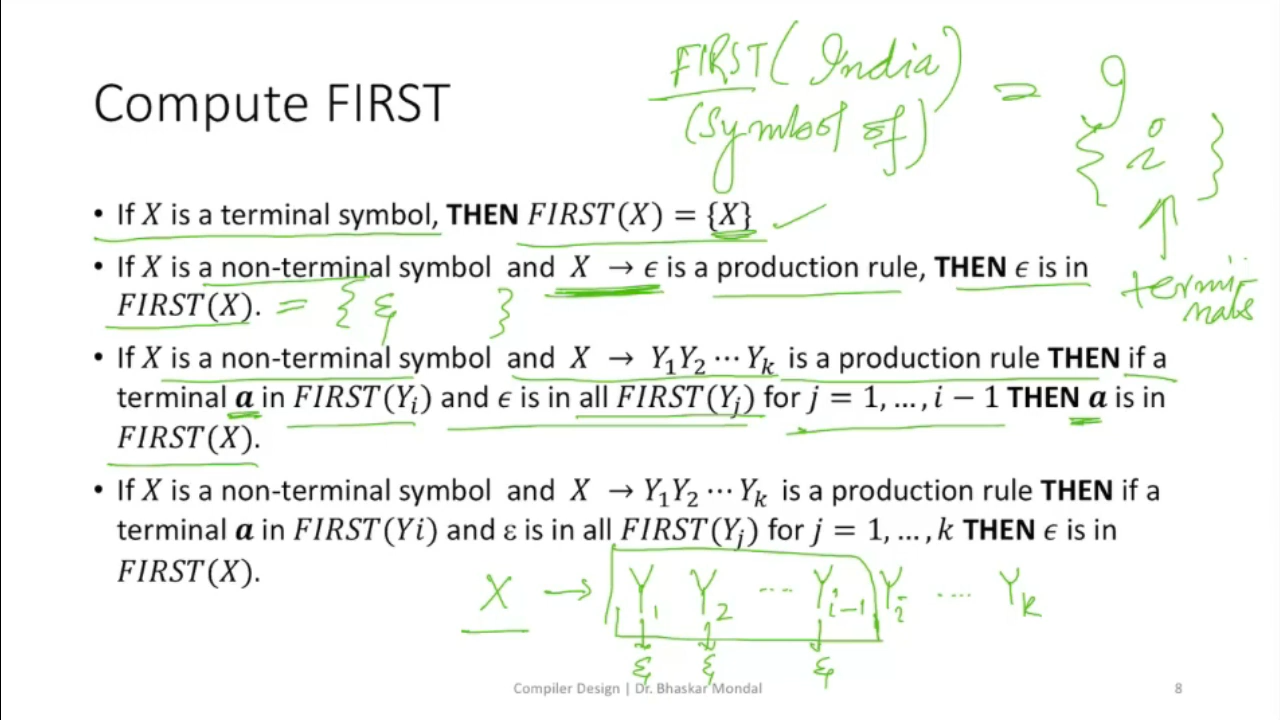 FIRST(India) = I
(Symbol of)
{ i }
Compute FIRST
• If X is a terminal symbol, THEN FIRST(X) = {X}
• If X is a non-terminal symbol and X → ϵ is a production rule, THEN ϵ is in
FIRST(X). = { ε }
terminals
• If X is a non-terminal symbol and X → Y₁Y₂ ⋯ Yₖ is a production rule THEN if a
terminal a in FIRST(Yᵢ) and ϵ is in all FIRST(Yⱼ) for j = 1, … , i − 1 THEN a is in
FIRST(X).
• If X is a non-terminal symbol and X → Y₁Y₂ ⋯ Yₖ is a production rule THEN if a
terminal a in FIRST(Yi) and ε is in all FIRST(Yⱼ) for j = 1, … , k THEN ϵ is in
FIRST(X).
X → Y₁ Y₂ ---- Yᵢ₋₁ Yᵢ ---- Yₖ
ε ε ε
Compiler Design | Dr. Bhaskar Mondal
8